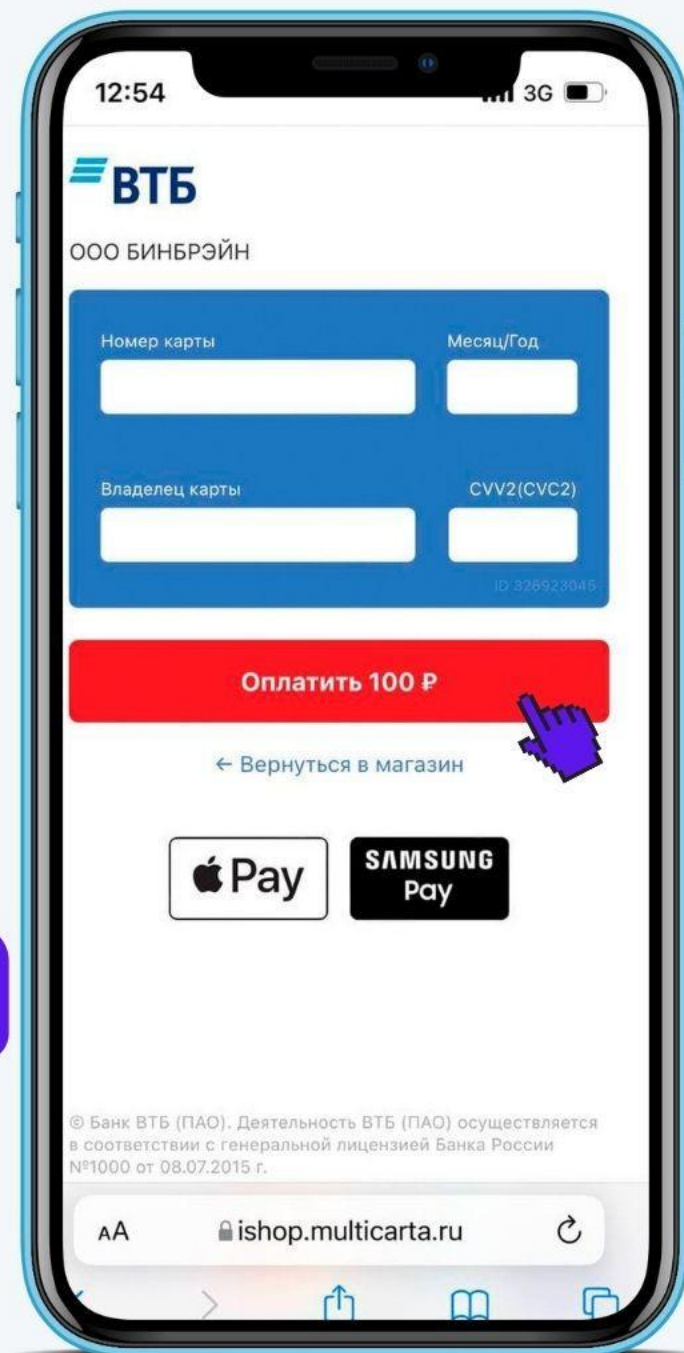 12:54
3G
ВТБ
ООО БИНБРЭЙН
Номер карты
Месяц/Год
Владелец карты
CVV2(CVC2)
ID 326923045
Оплатить 100 ₽
← Вернуться в магазин
Pay
SAMSUNG
Pay
© Банк ВТБ (ПАО). Деятельность ВТБ (ПАО) осуществляется
в соответствии с генеральной лицензией Банка России
№1000 от 08.07.2015 г.
AA
ishop.multicarta.ru